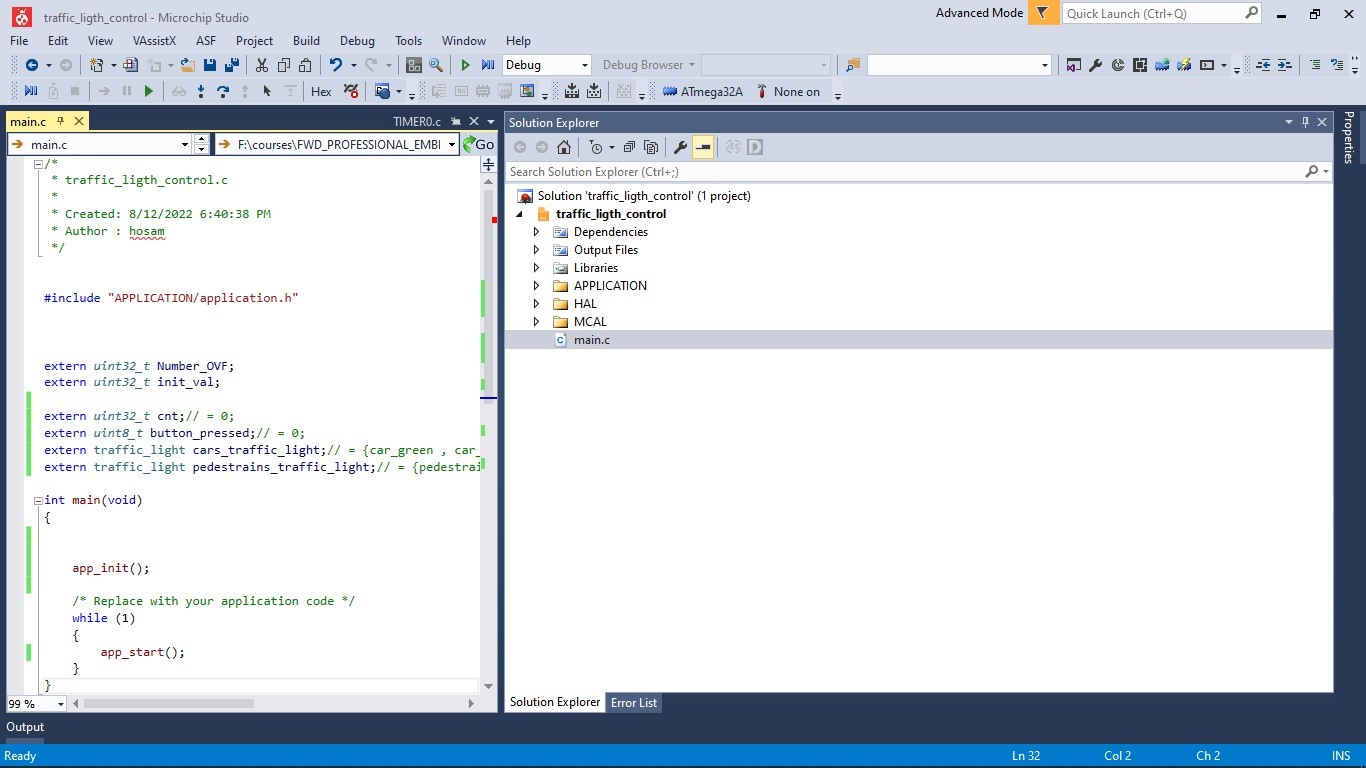 traffic_ligth_control - Microchip Studio
Advanced Mode
Quick Launch (Ctrl+Q)
File Edit View VAssistX ASF Project Build Debug Tools Window Help
Debug
Debug Browser
Hex
ATmega32A
None on
main.c
TIMER0.c
main.c
F:\courses\FWD_PROFESSIONAL_EMBI
Go
/*
* traffic_ligth_control.c
*
* Created: 8/12/2022 6:40:38 PM
* Author : hosam
*/
#include "APPLICATION/application.h"
extern uint32_t Number_OVF;
extern uint32_t init_val;
extern uint32_t cnt;// = 0;
extern uint8_t button_pressed;// = 0;
extern traffic_light cars_traffic_light;// = {car_green , car_
extern traffic_light pedestrains_traffic_light;// = {pedestrai
int main(void)
{
app_init();
/* Replace with your application code */
while (1)
{
app_start();
}
}
99 %
Solution Explorer
Search Solution Explorer (Ctrl+;)
Solution 'traffic_ligth_control' (1 project)
traffic_ligth_control
Dependencies
Output Files
Libraries
APPLICATION
HAL
MCAL
main.c
Solution Explorer
Error List
Properties
Output
Ready
Ln 32
Col 2
Ch 2
INS